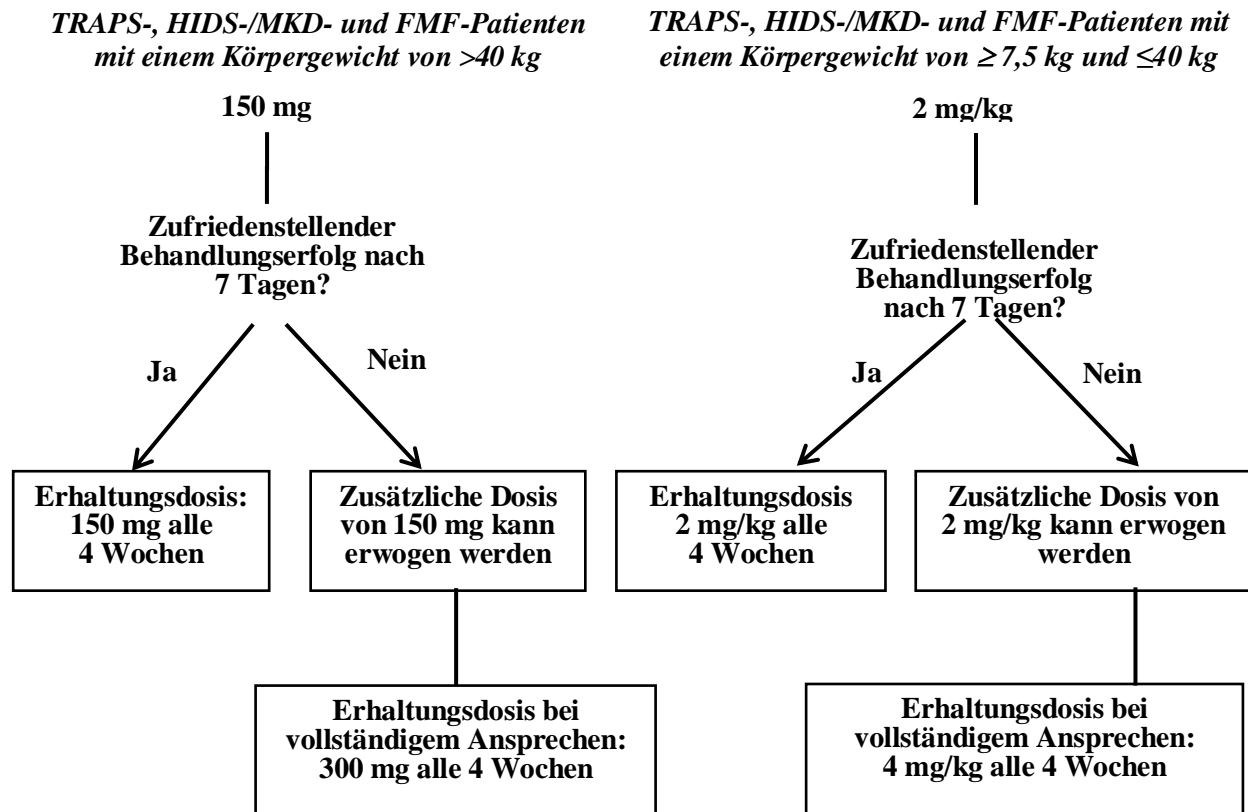 TRAPS-, HIDS-/MKD- und FMF-Patienten
mit einem Körpergewicht von >40 kg
150 mg
Zufriedenstellender
Behandlungserfolg nach
7 Tagen?
Ja
Nein
Erhaltungsdosis:
150 mg alle
4 Wochen
Zusätzliche Dosis
von 150 mg kann
erwogen werden
Erhaltungsdosis bei
vollständigem Ansprechen:
300 mg alle 4 Wochen
TRAPS-, HIDS-/MKD- und FMF-Patienten mit
einem Körpergewicht von ≥ 7,5 kg und ≤40 kg
2 mg/kg
Zufriedenstellender
Behandlungserfolg
nach 7 Tagen?
Ja
Nein
Erhaltungsdosis
2 mg/kg alle
4 Wochen
Zusätzliche Dosis von
2 mg/kg kann erwogen
werden
Erhaltungsdosis bei
vollständigem Ansprechen:
4 mg/kg alle 4 Wochen